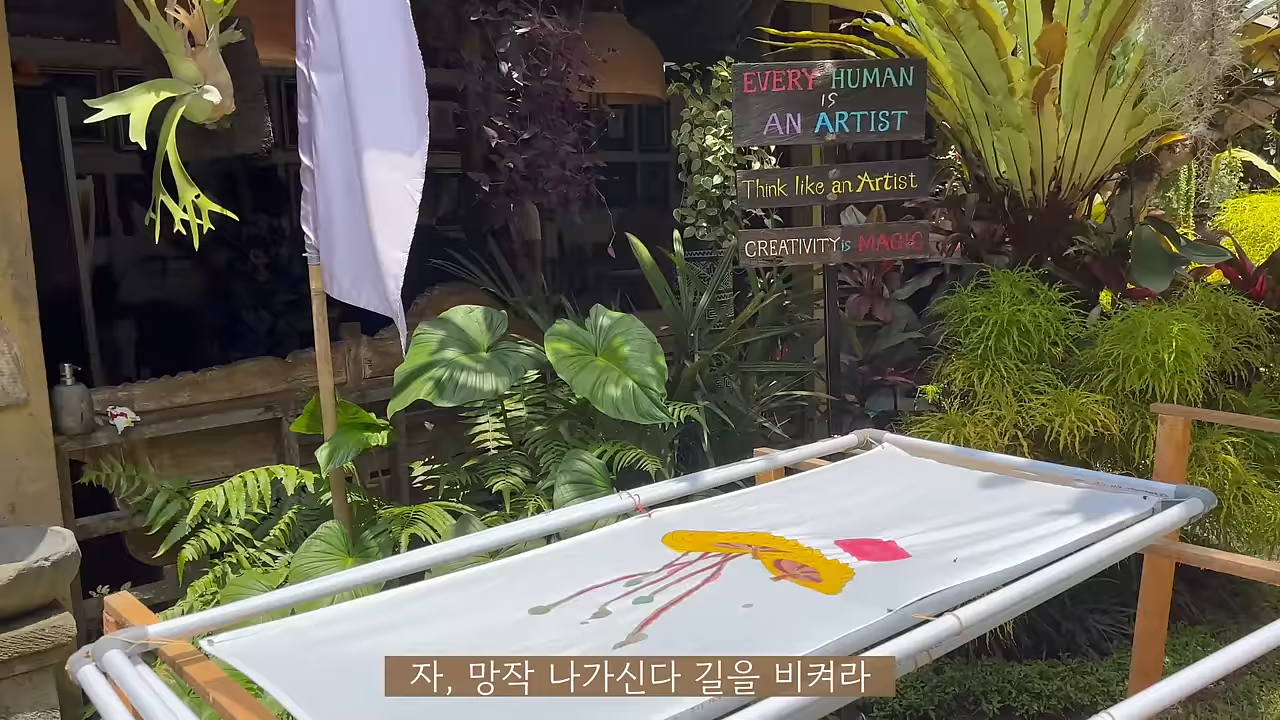 EVERY HUMAN
IS
AN ARTIST
Think like an Artist
CREATIVITY is MAGIC
자, 망작 나가신다 길을 비켜라